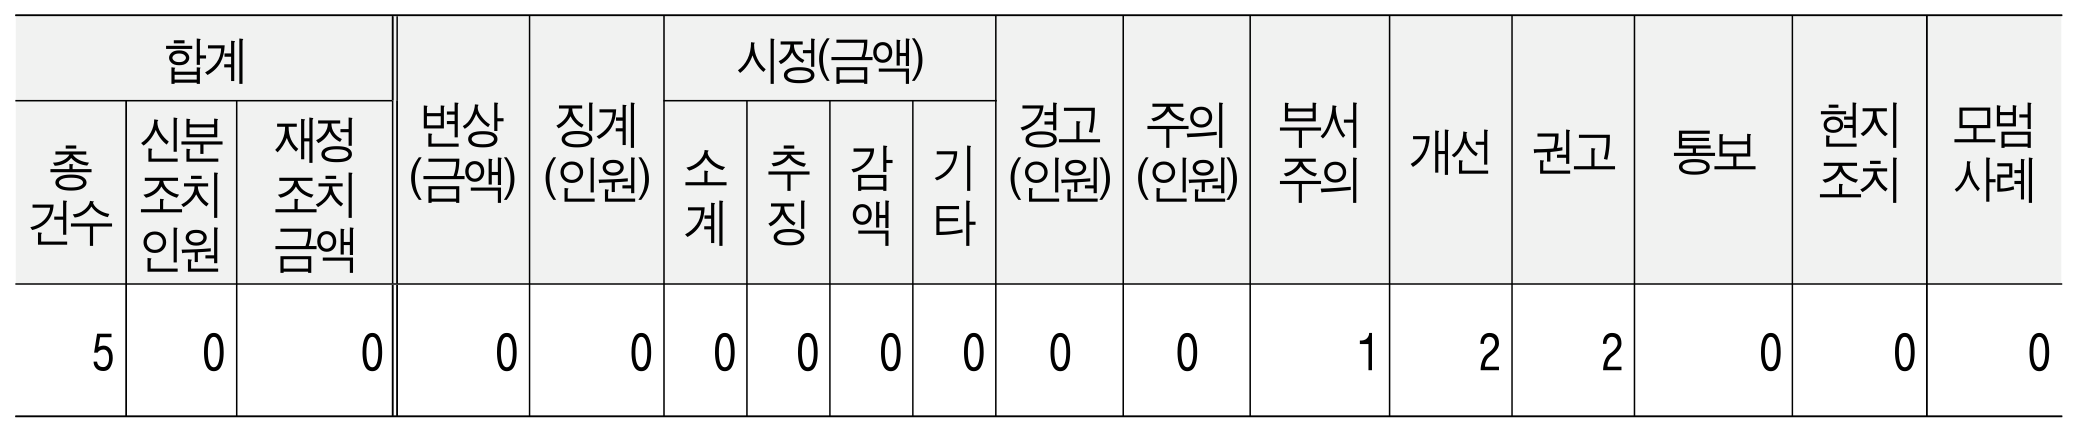 합계
변상
(금액)
징계
(인원)
시정(금액)
경고
(인원)
주의
(인원)
부서
주의
개선
권고
통보
현지
조치
모범
사례
총
건수
신분
조치
인원
재정
조치
금액
소
계
추
징
감
액
기
타
5 0 0 0 0 0 0 0 0 0 0 1 2 2 0 0 0